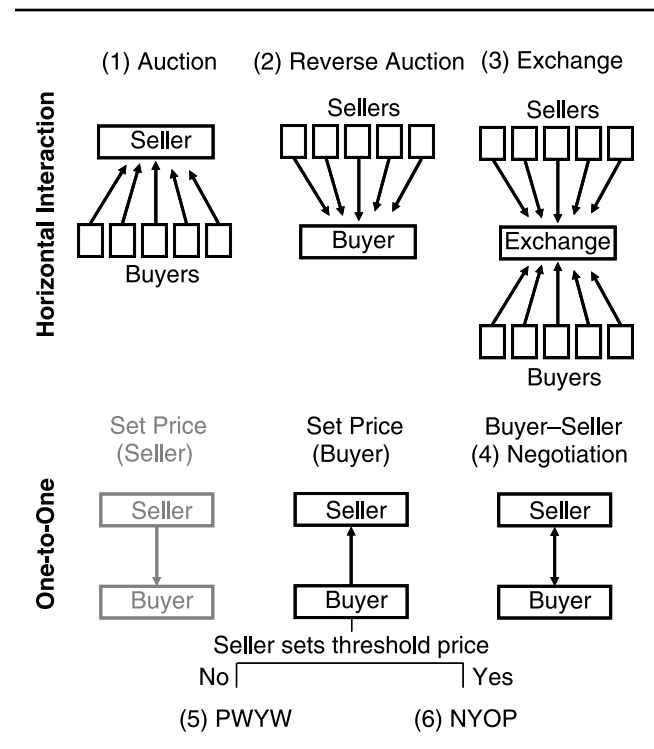 (1) Auction (2) Reverse Auction (3) Exchange
Horizontal Interaction
Sellers Sellers
Seller
Buyer Exchange
Buyers
Buyers
Set Price Set Price Buyer–Seller
(Seller) (Buyer) (4) Negotiation
One-to-One
Seller Seller Seller
Buyer Buyer Buyer
Seller sets threshold price
No Yes
(5) PWYW (6) NYOP